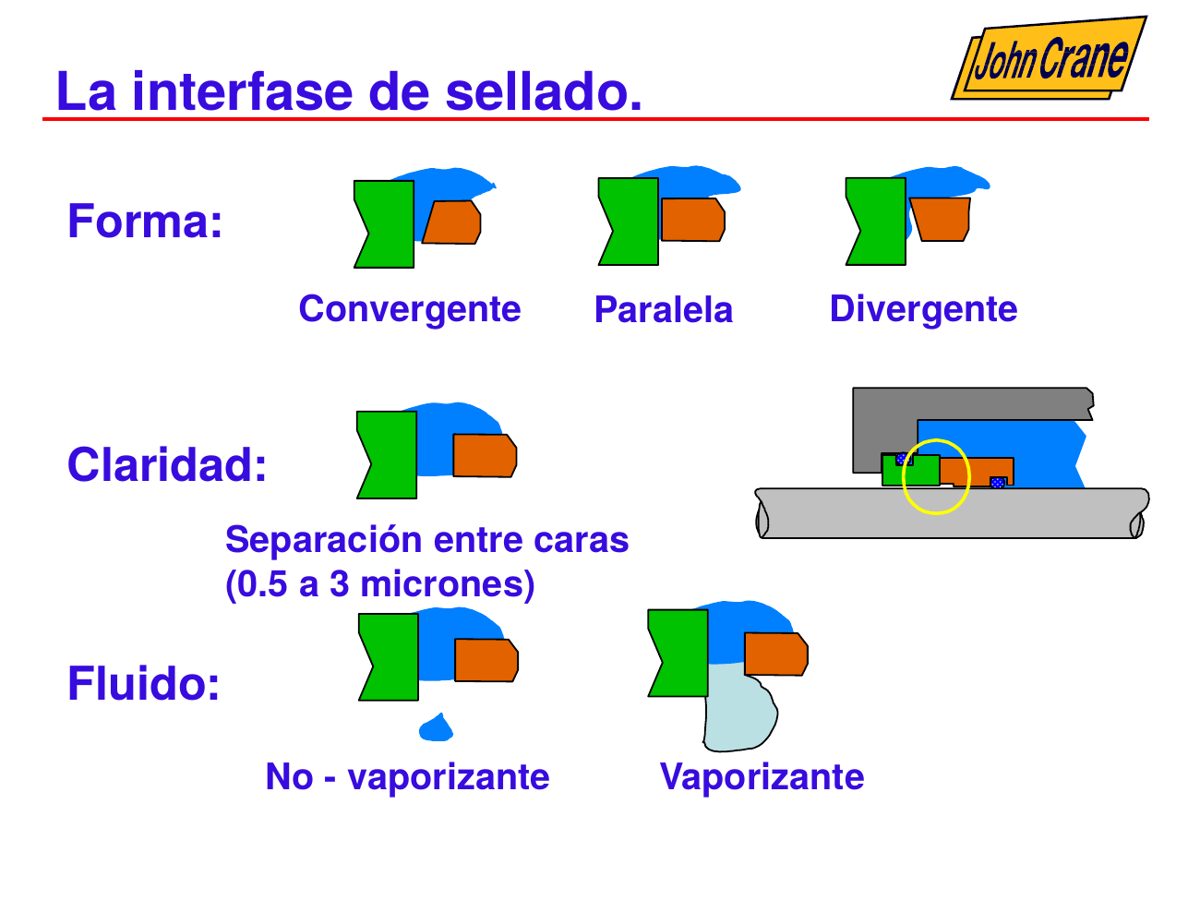 John Crane
La interfase de sellado.
Forma:
Convergente
Paralela
Divergente
Claridad:
Separación entre caras
(0.5 a 3 micrones)
Fluido:
No - vaporizante
Vaporizante